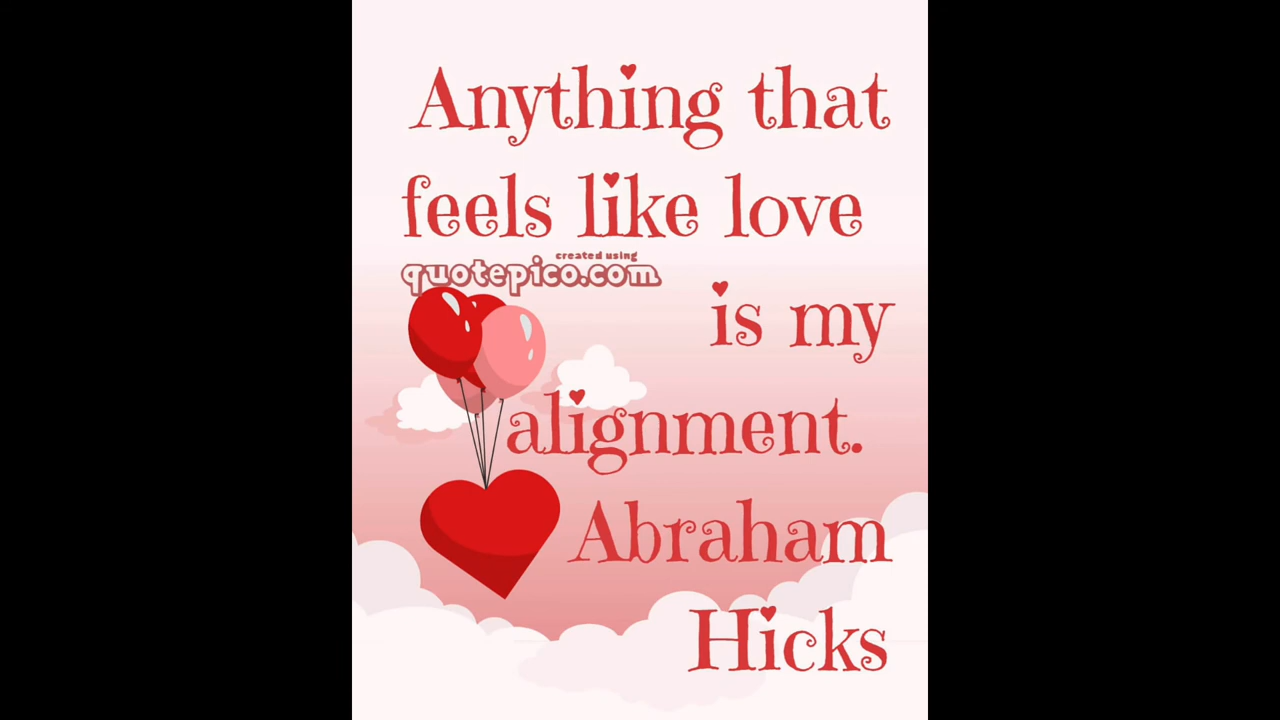 Anything that
feels like love
created using
quotepico.com
is my
alignment.
Abraham
Hicks